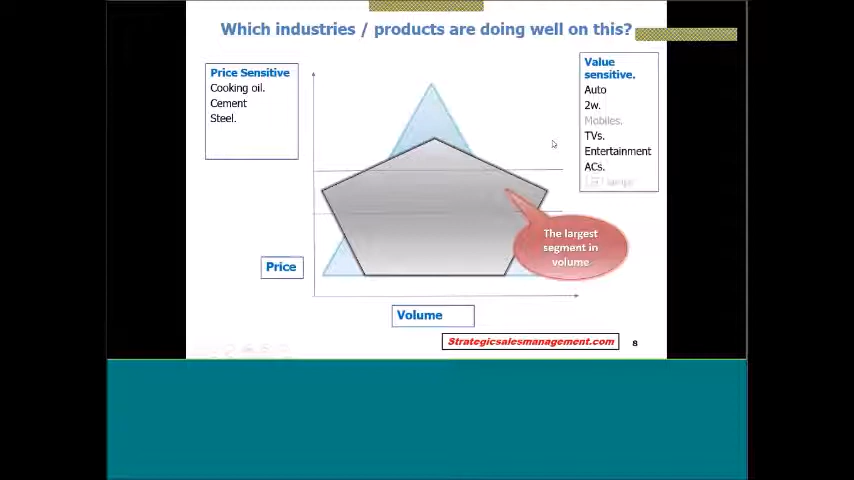 Which industries / products are doing well on this?
Price Sensitive
Cooking oil.
Cement
Steel.
Value
sensitive.
Auto
2w.
Mobiles.
TVs.
Entertainment
ACs.
The largest
segment in
volume
Price
Volume
Strategicsalesmanagement.com
8